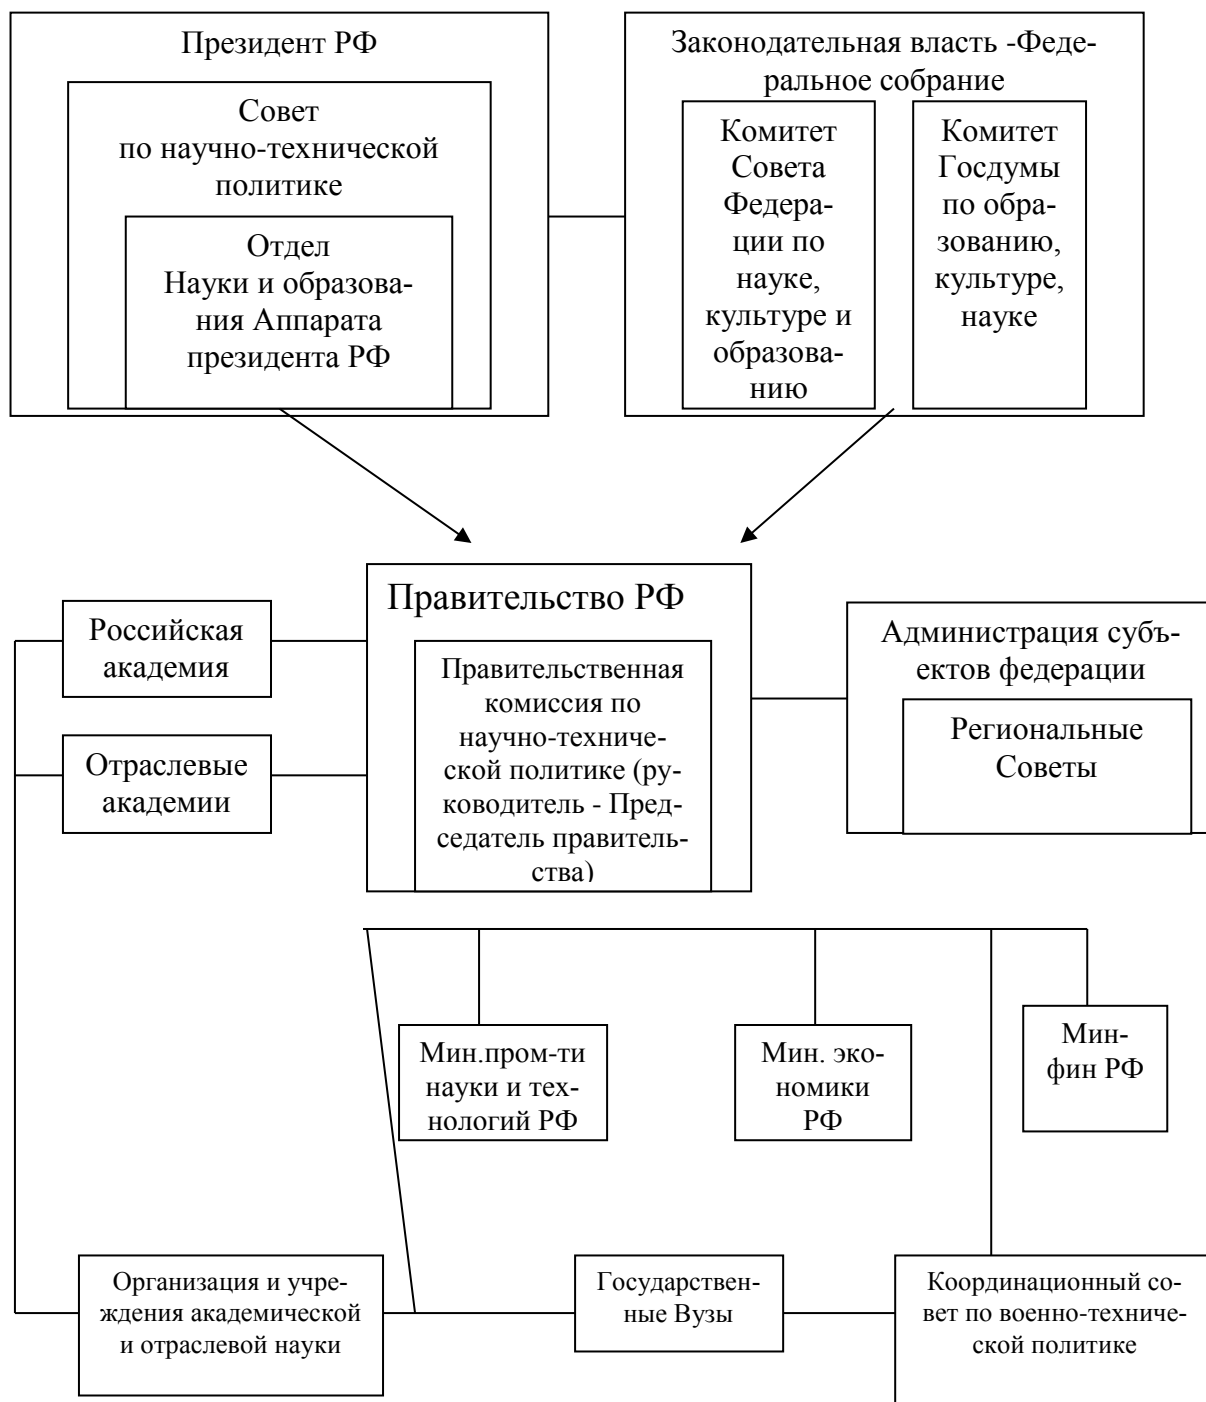 Президент РФ
Совет
по научно-технической
политике
Отдел
Науки и образова-
ния Аппарата
президента РФ
Законодательная власть -Феде-
ральное собрание
Комитет
Совета
Федера-
ции по
науке,
культуре и
образова-
нию
Комитет
Госдумы
по обра-
зованию,
культуре,
науке
Российская
академия
Отраслевые
академии
Правительство РФ
Правительственная
комиссия по
научно-техниче-
ской политике (ру-
ководитель - Пред-
седатель правитель-
ства)
Администрация субъ-
ектов федерации
Региональные
Советы
Мин.пром-ти
науки и тех-
нологий РФ
Мин. эко-
номики
РФ
Мин-
фин РФ
Организация и учре-
ждения академической
и отраслевой науки
Государствен-
ные Вузы
Координационный со-
вет по военно-техниче-
ской политике